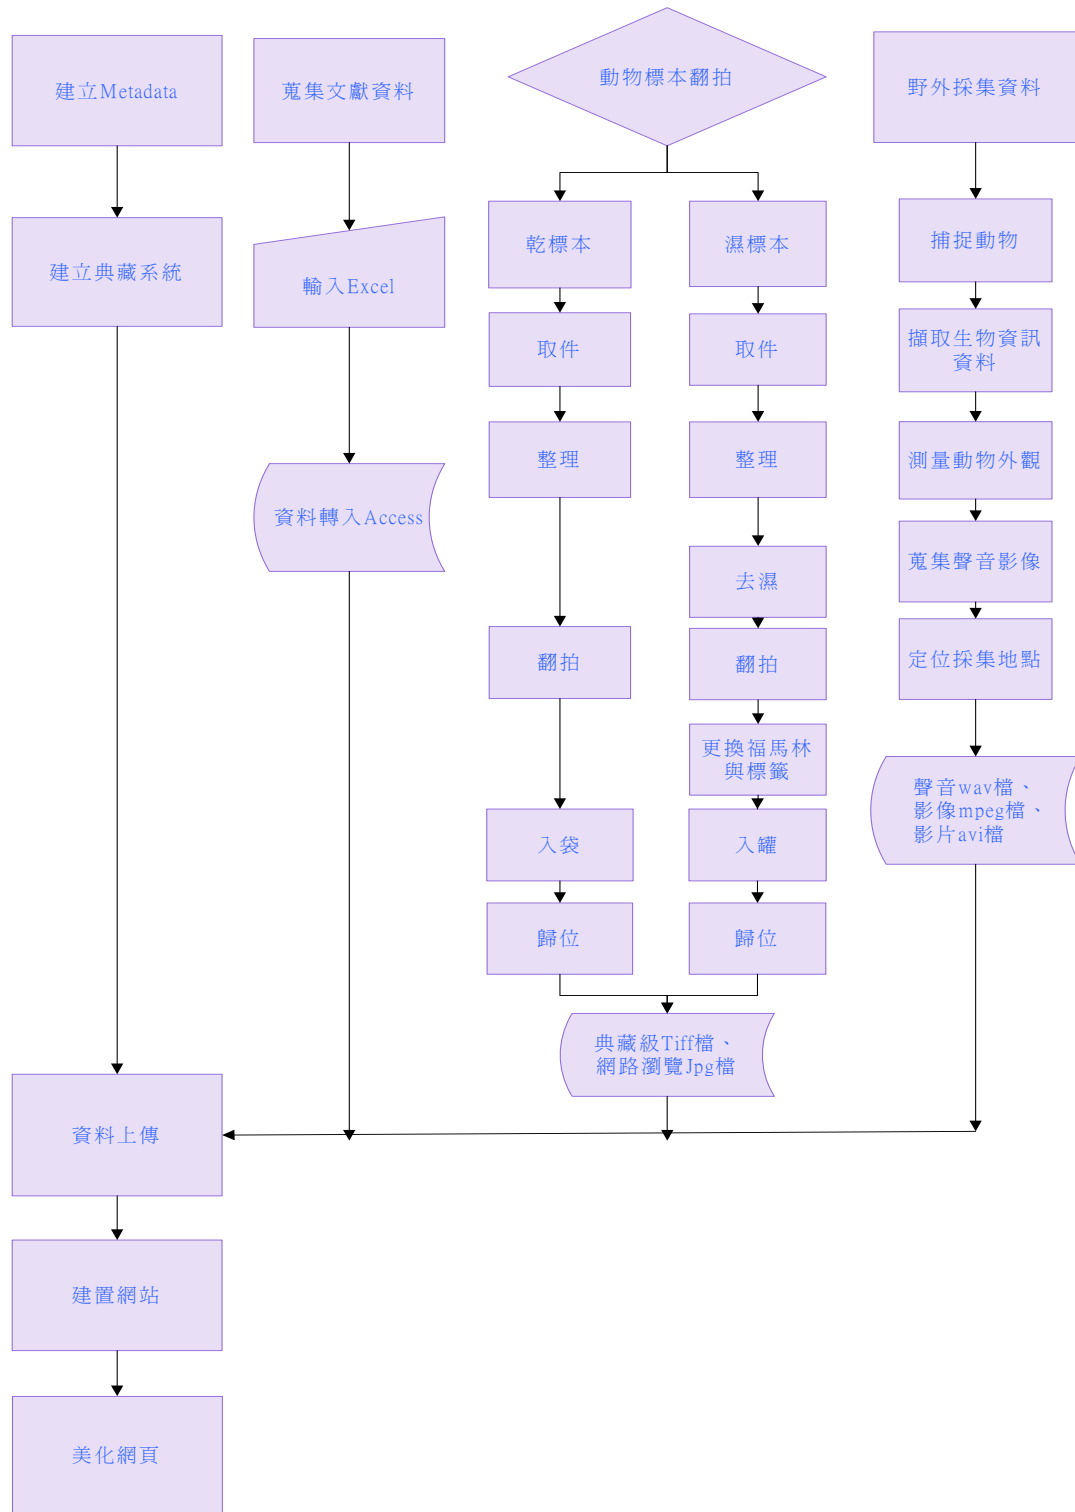 建立Metadata
建立典藏系統
蒐集文獻資料
輸入Excel
資料轉入Access
動物標本翻拍
乾標本
取件
整理
翻拍
入袋
歸位
濕標本
取件
整理
去濕
翻拍
更換福馬林
與標籤
入罐
歸位
典藏級Tiff檔、
網路瀏覽Jpg檔
野外採集資料
捕捉動物
擷取生物資訊
資料
測量動物外觀
蒐集聲音影像
定位採集地點
聲音wav檔、
影像mpeg檔、
影片avi檔
資料上傳
建置網站
美化網頁